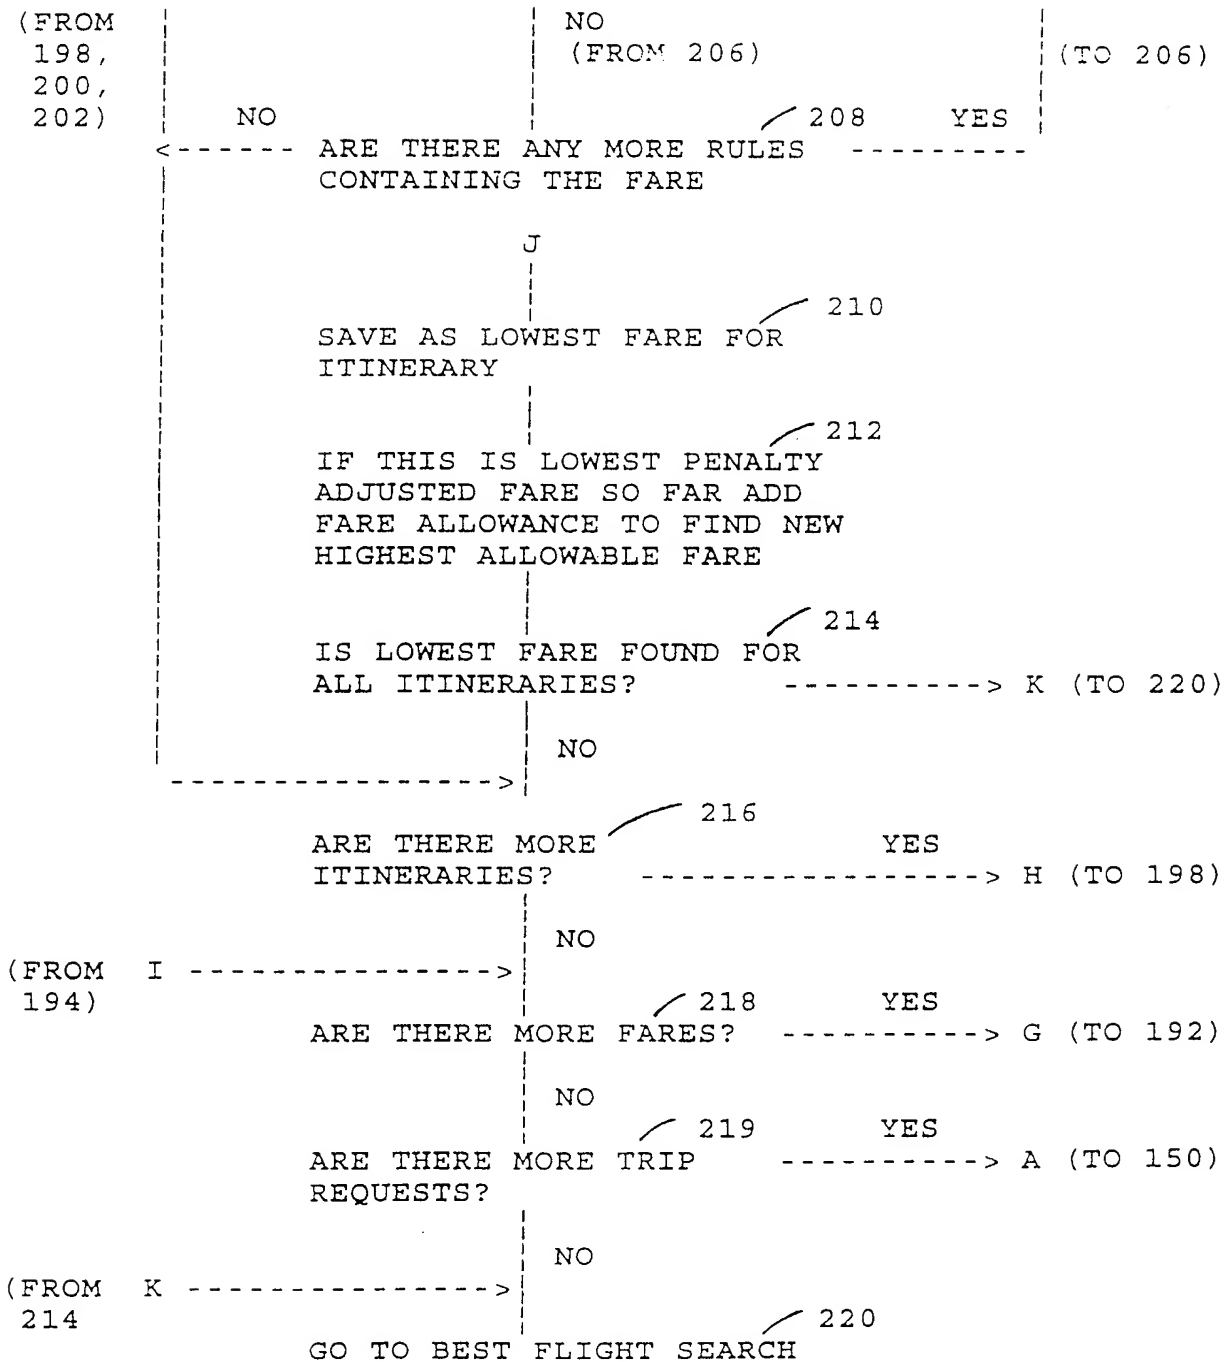 (FROM
198,
200,
202)
NO
(FROM 206)
(TO 206)
NO
208
YES
<------ ARE THERE ANY MORE RULES ---------
CONTAINING THE FARE
J
210
SAVE AS LOWEST FARE FOR
ITINERARY
212
IF THIS IS LOWEST PENALTY
ADJUSTED FARE SO FAR ADD
FARE ALLOWANCE TO FIND NEW
HIGHEST ALLOWABLE FARE
214
IS LOWEST FARE FOUND FOR
ALL ITINERARIES? ----------> K (TO 220)
NO
---------------->
216
ARE THERE MORE YES
ITINERARIES? -----------------> H (TO 198)
NO
(FROM I --------------->
194)
218 YES
ARE THERE MORE FARES? ----------> G (TO 192)
NO
219 YES
ARE THERE MORE TRIP ----------> A (TO 150)
REQUESTS?
NO
(FROM K --------------->
214
220
GO TO BEST FLIGHT SEARCH